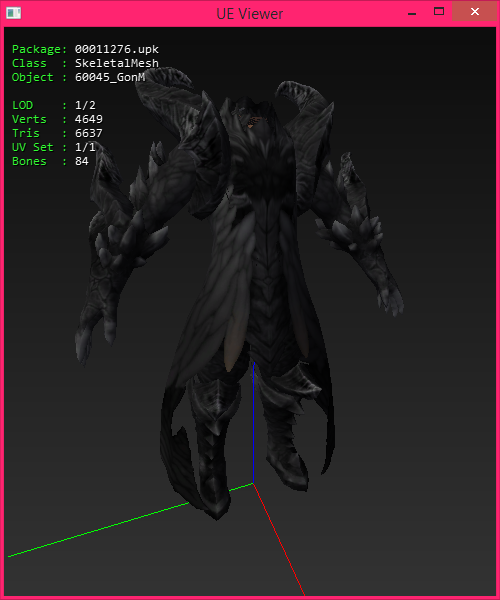 UE Viewer
Package: 00011276.upk
Class  : SkeletalMesh
Object : 60045_GonM
LOD    : 1/2
Verts  : 4649
Tris   : 6637
UV Set : 1/1
Bones  : 84